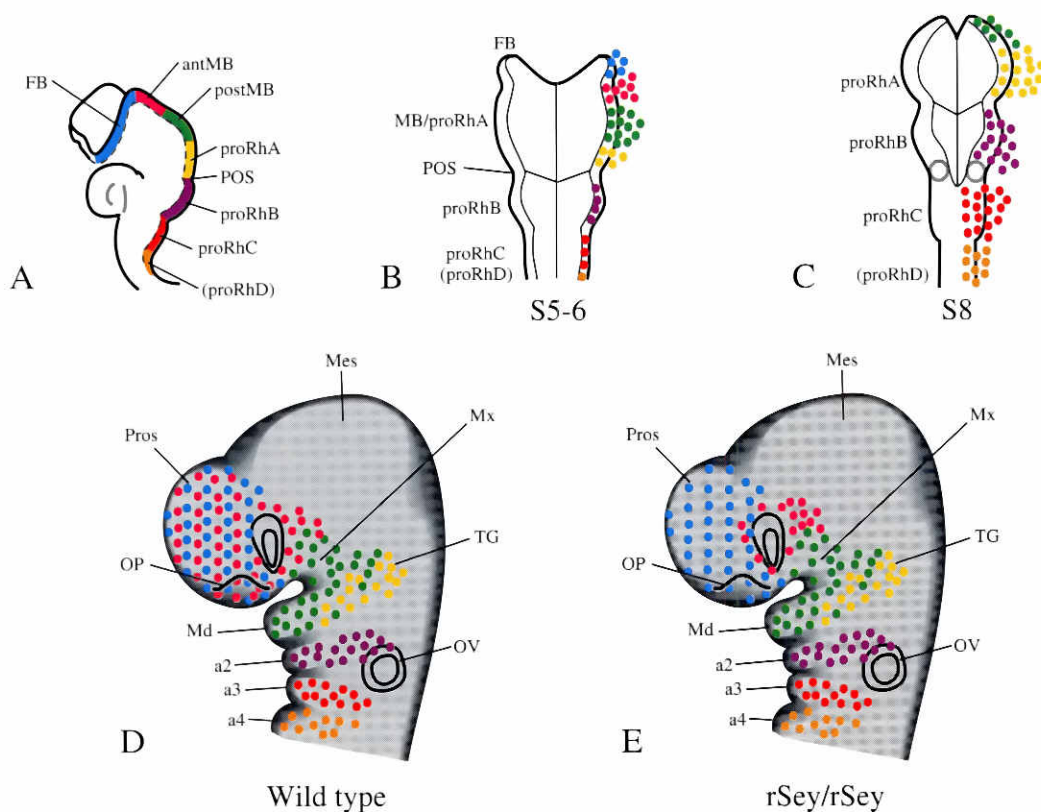 FB
antMB
postMB
proRhA
POS
proRhB
proRhC
(proRhD)
A
FB
MB/proRhA
POS
proRhB
proRhC
(proRhD)
B
S5-6
proRhA
proRhB
proRhC
(proRhD)
C
S8
Mes
Mx
Pros
TG
OP
Md
OV
a2
a3
a4
D
Wild type
Mes
Mx
Pros
TG
OP
Md
OV
a2
a3
a4
E
rSey/rSey